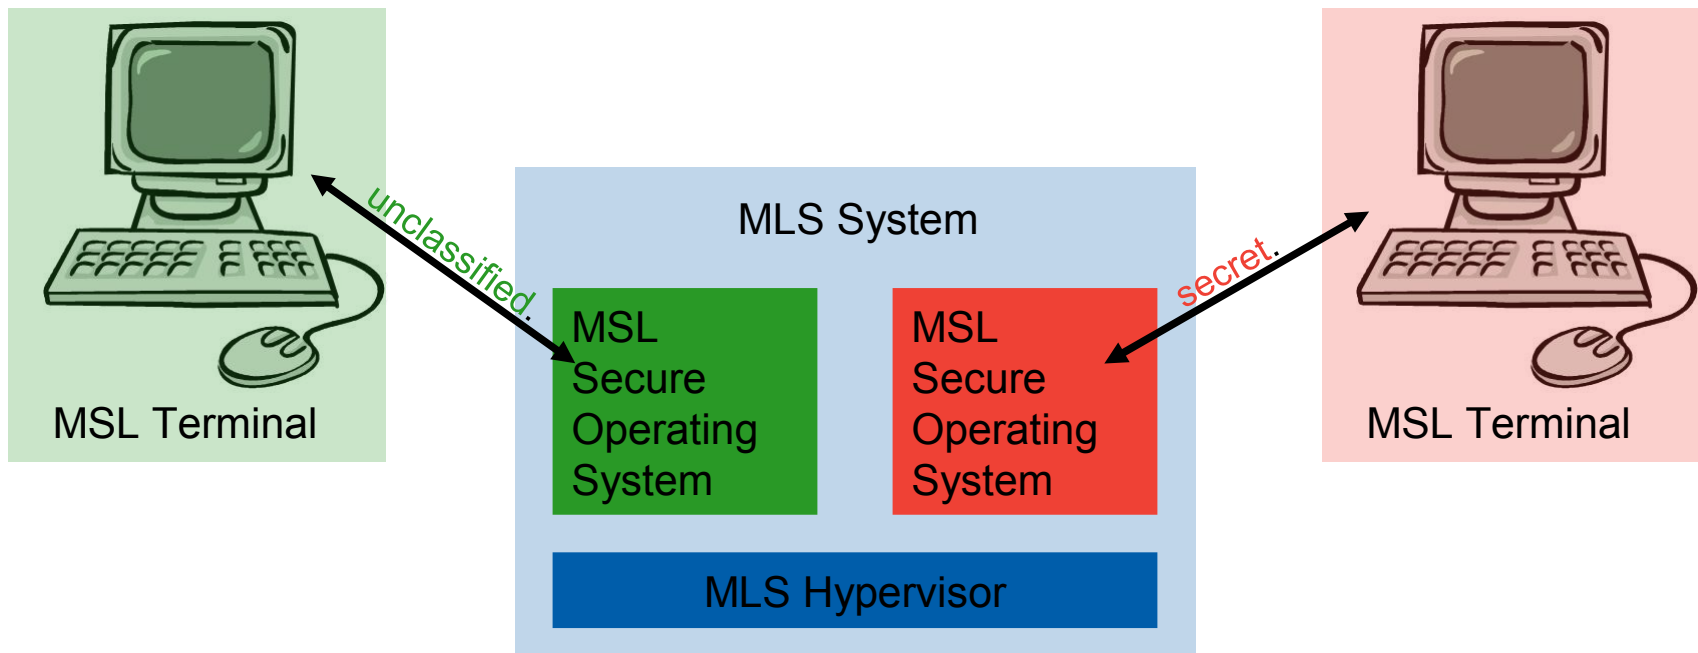 MLS System
unclassified.
secret.
MSL
Secure
Operating
System
MSL
Secure
Operating
System
MSL Terminal
MSL Terminal
MLS Hypervisor